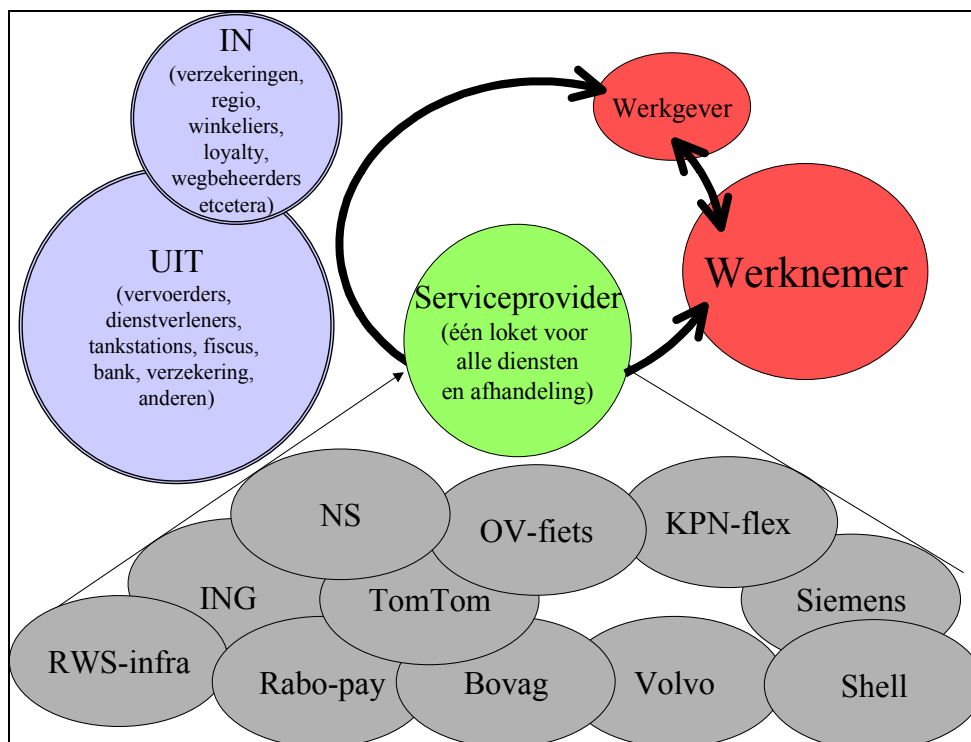 IN
(verzekeringen,
regio,
winkeliers,
loyalty,
wegbeheerders
etcetera)
UIT
(vervoerders,
dienstverleners,
tankstations, fiscus,
bank, verzekering,
anderen)
Werkgever
Werknemer
Serviceprovider
(één loket voor
alle diensten
en afhandeling)
NS
OV-fiets
KPN-flex
ING
TomTom
Siemens
RWS-infra
Rabo-pay
Bovag
Volvo
Shell